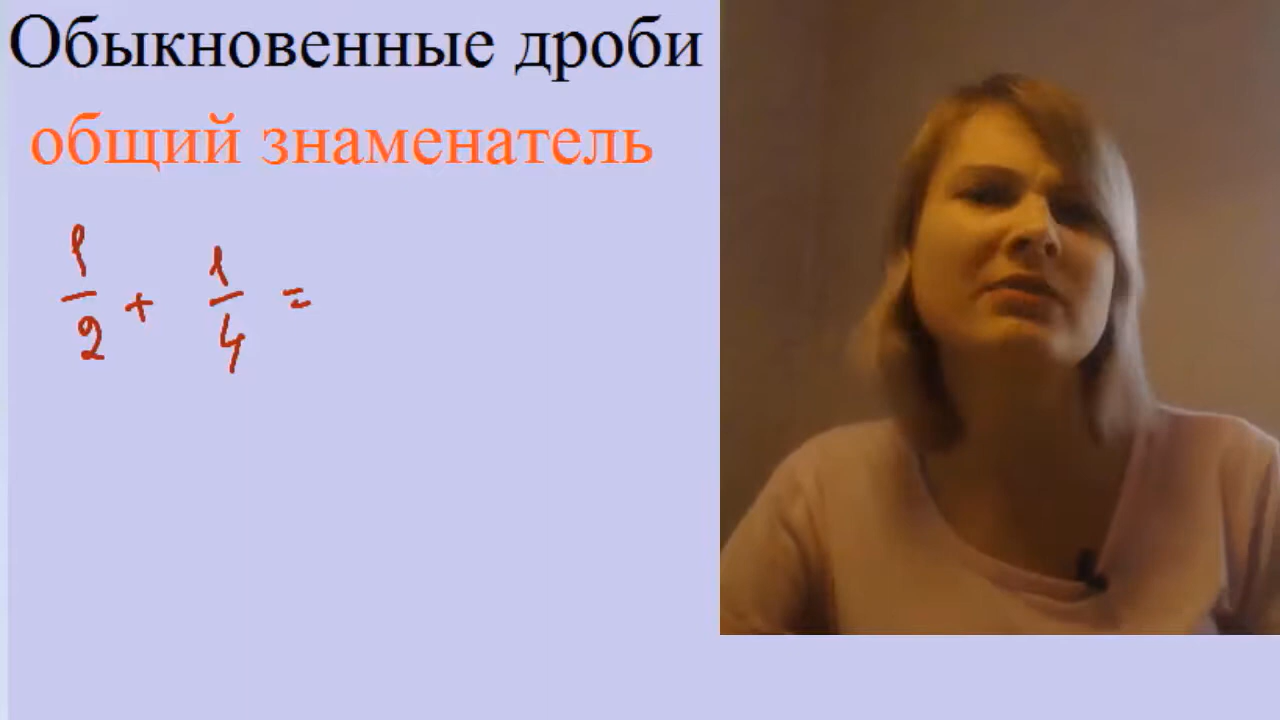 Обыкновенные дроби
общий знаменатель
1/2 + 1/4 =